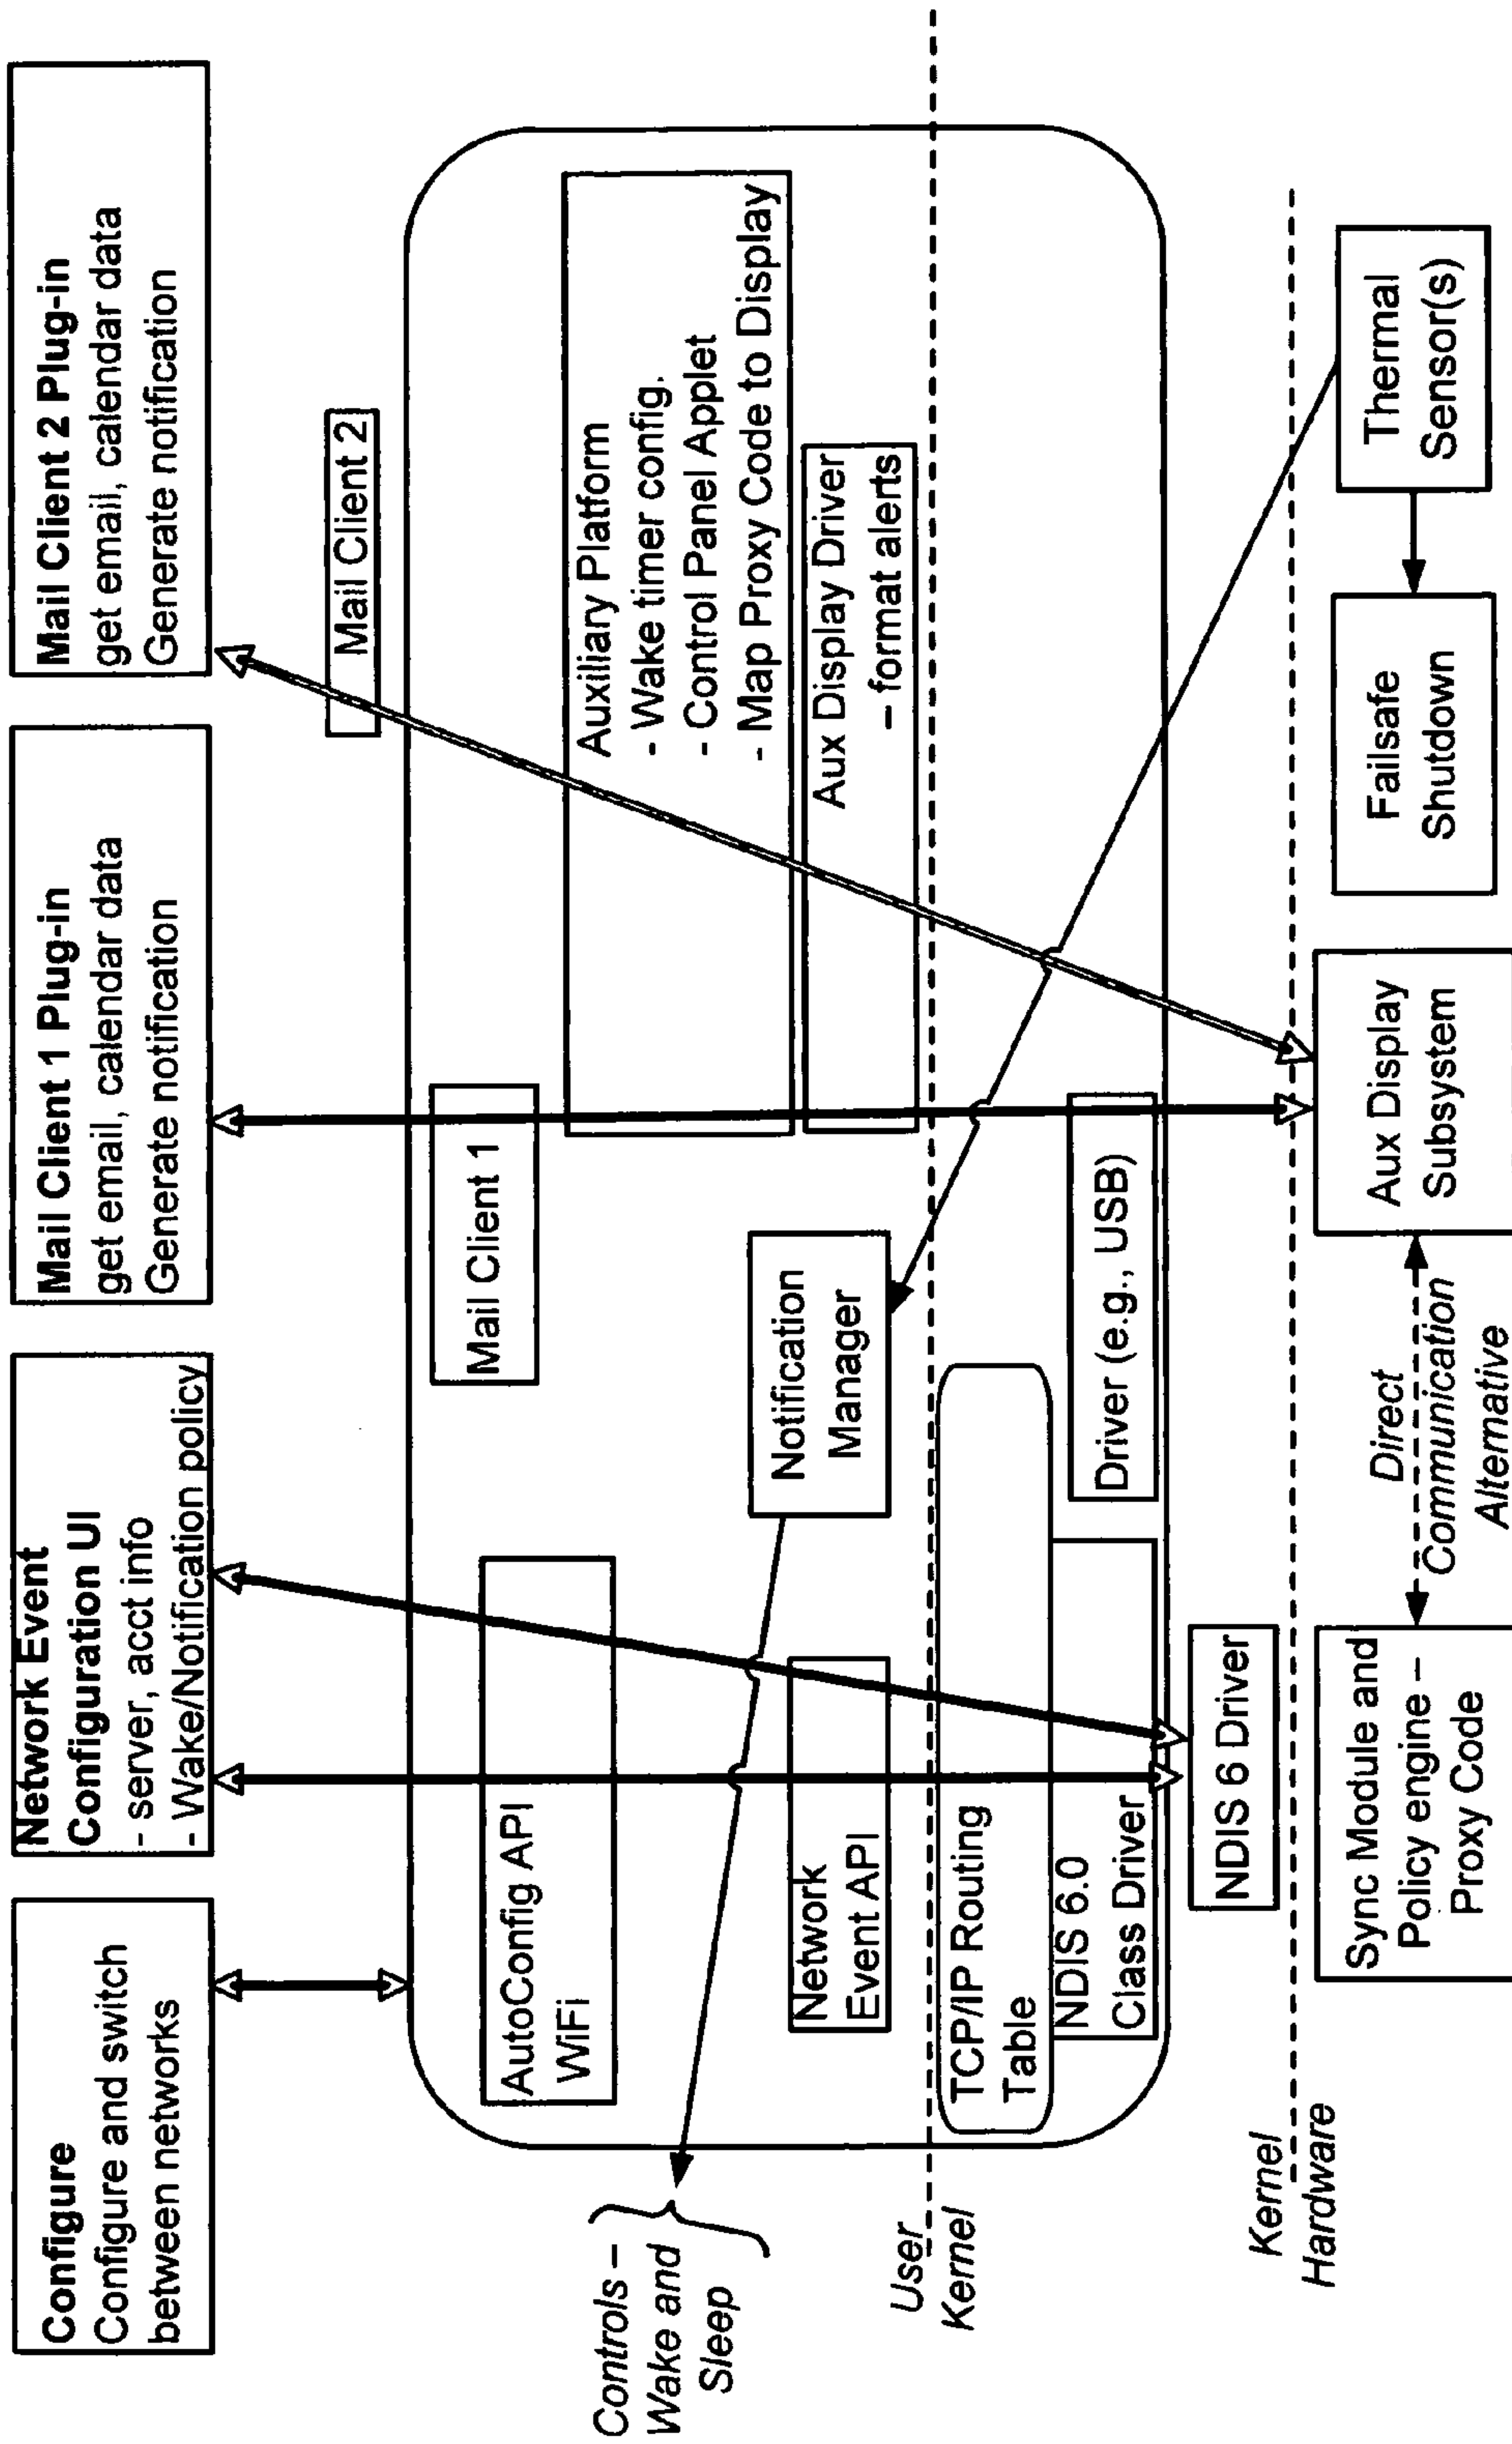 Configure
Configure and switch
between networks
Network Event
Configuration UI
- server, acct info
- Wake/Notification policy
Mail Client 1 Plug-in
get email, calendar data
Generate notification
Mail Client 2 Plug-in
get email, calendar data
Generate notification
Mail Client 2
Mail Client 1
AutoConfig API
WiFi
Auxiliary Platform
- Wake timer config.
- Control Panel Applet
- Map Proxy Code to Display
Controls –
Wake and
Sleep
Notification
Manager
Network
Event API
Aux Display Driver
– format alerts
User
Kernel
TCP/IP Routing
Table
NDIS 6.0
Class Driver
Driver (e.g., USB)
NDIS 6 Driver
Kernel
Hardware
Sync Module and
Policy engine –
Proxy Code
Direct
Communication
Alternative
Aux Display
Subsystem
Failsafe
Shutdown
Thermal
Sensor(s)